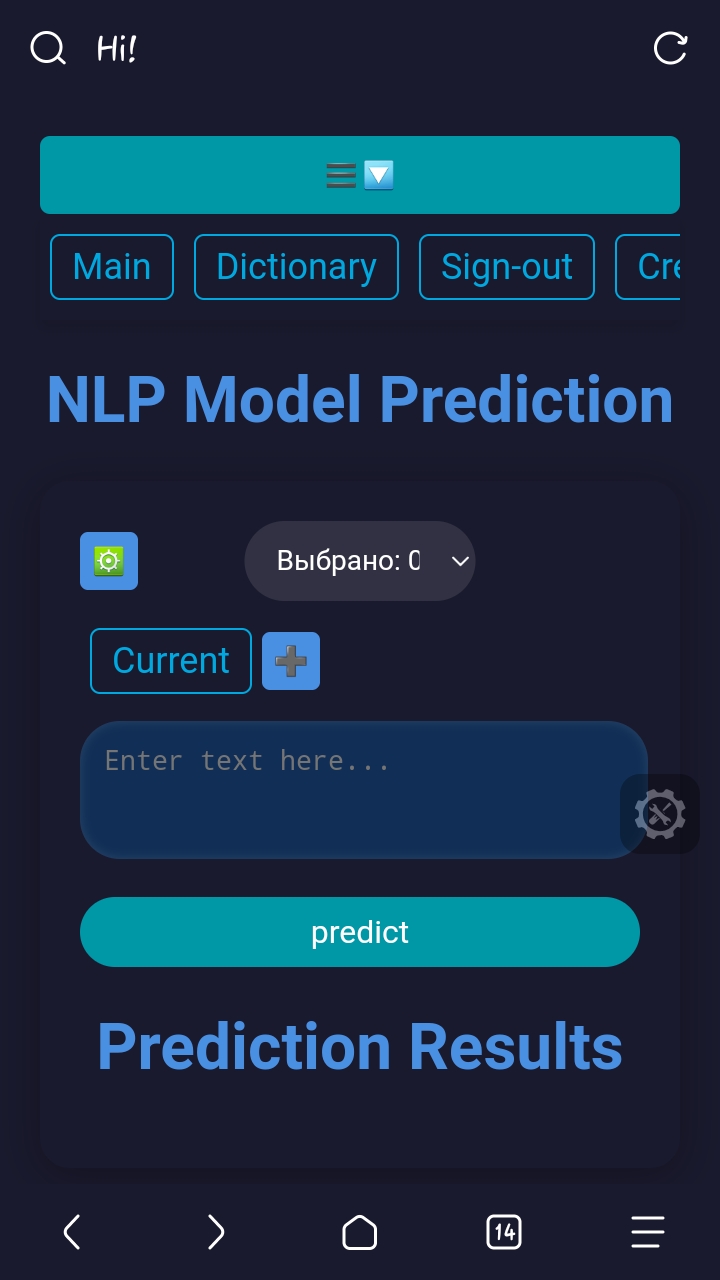 Hi!
Main Dictionary Sign-out Cre
NLP Model Prediction
Выбрано: 0
Current
Enter text here...
predict
Prediction Results
14